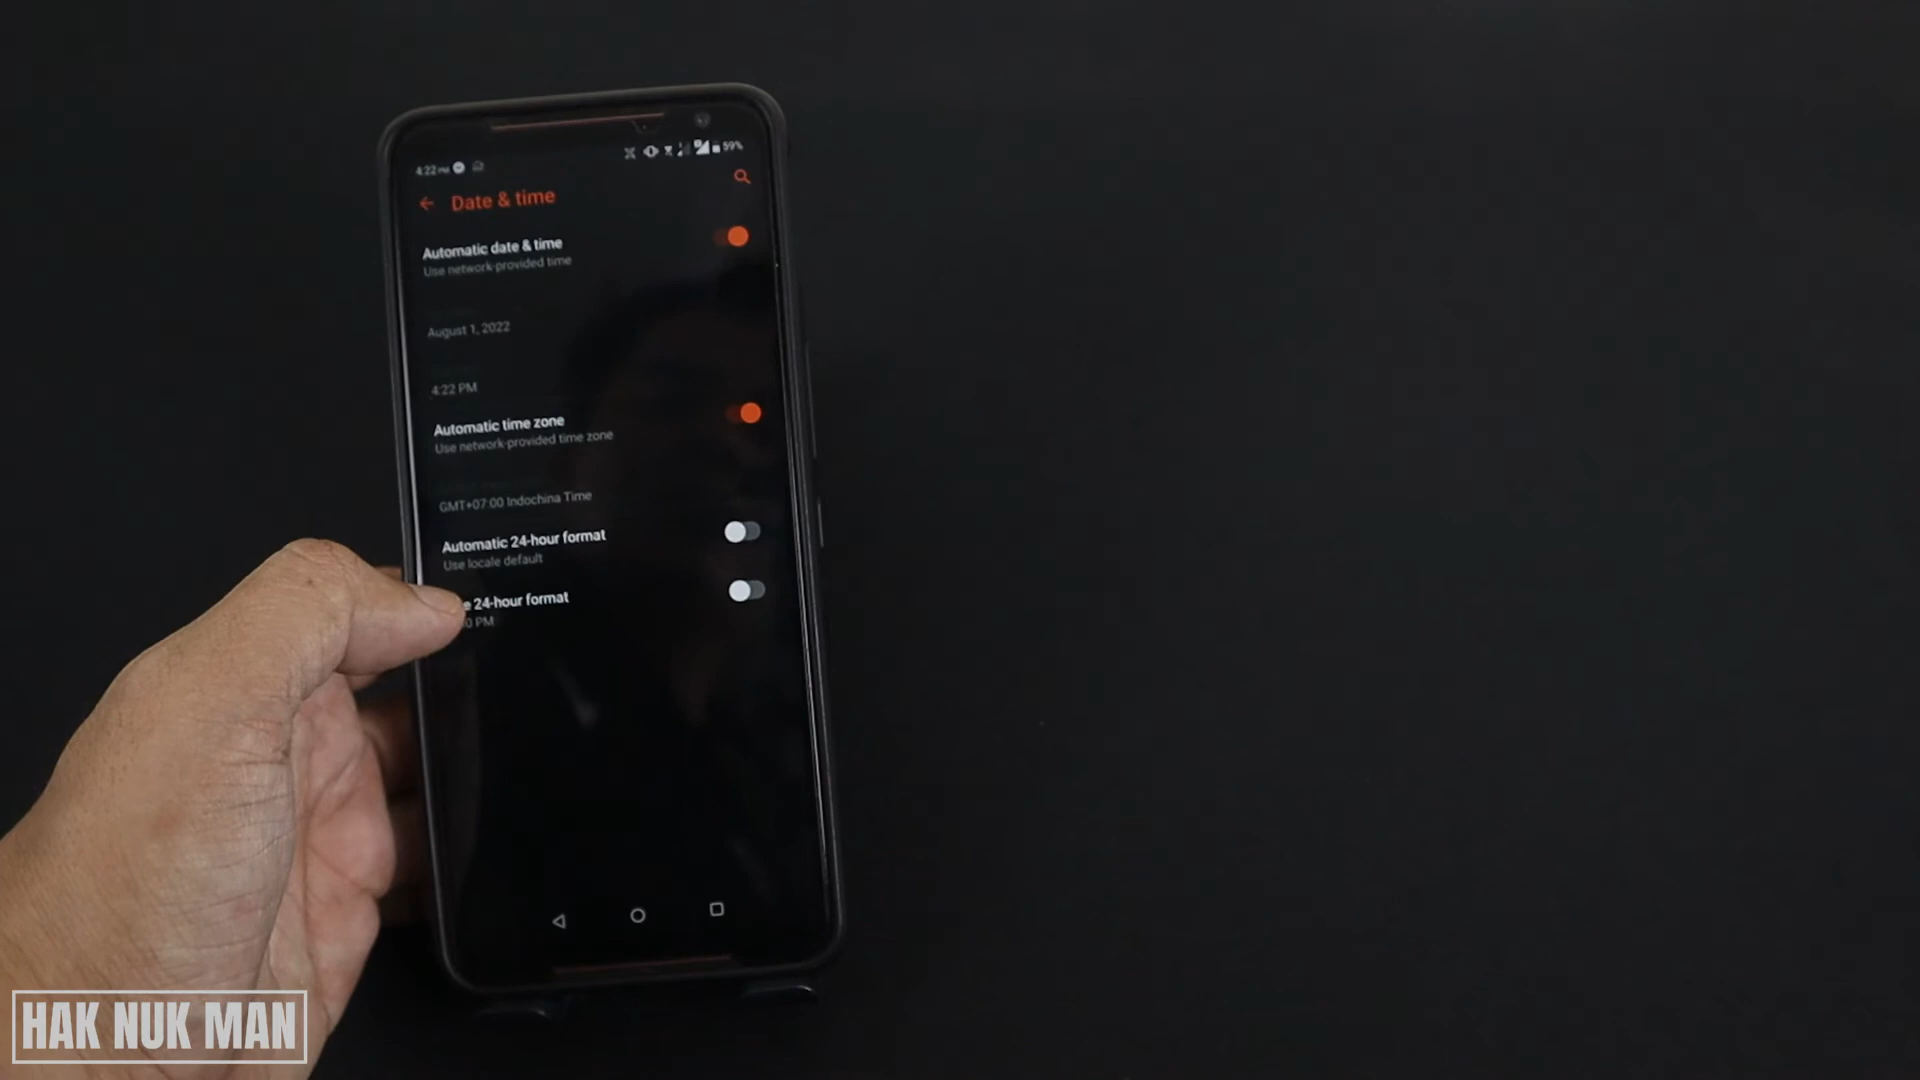 4:22 PM
59%
Date & time
Automatic date & time
Use network-provided time
August 1, 2022
4:22 PM
Automatic time zone
Use network-provided time zone
GMT+07:00 Indochina Time
Automatic 24-hour format
Use locale default
24-hour format
PM
HAK NUK MAN